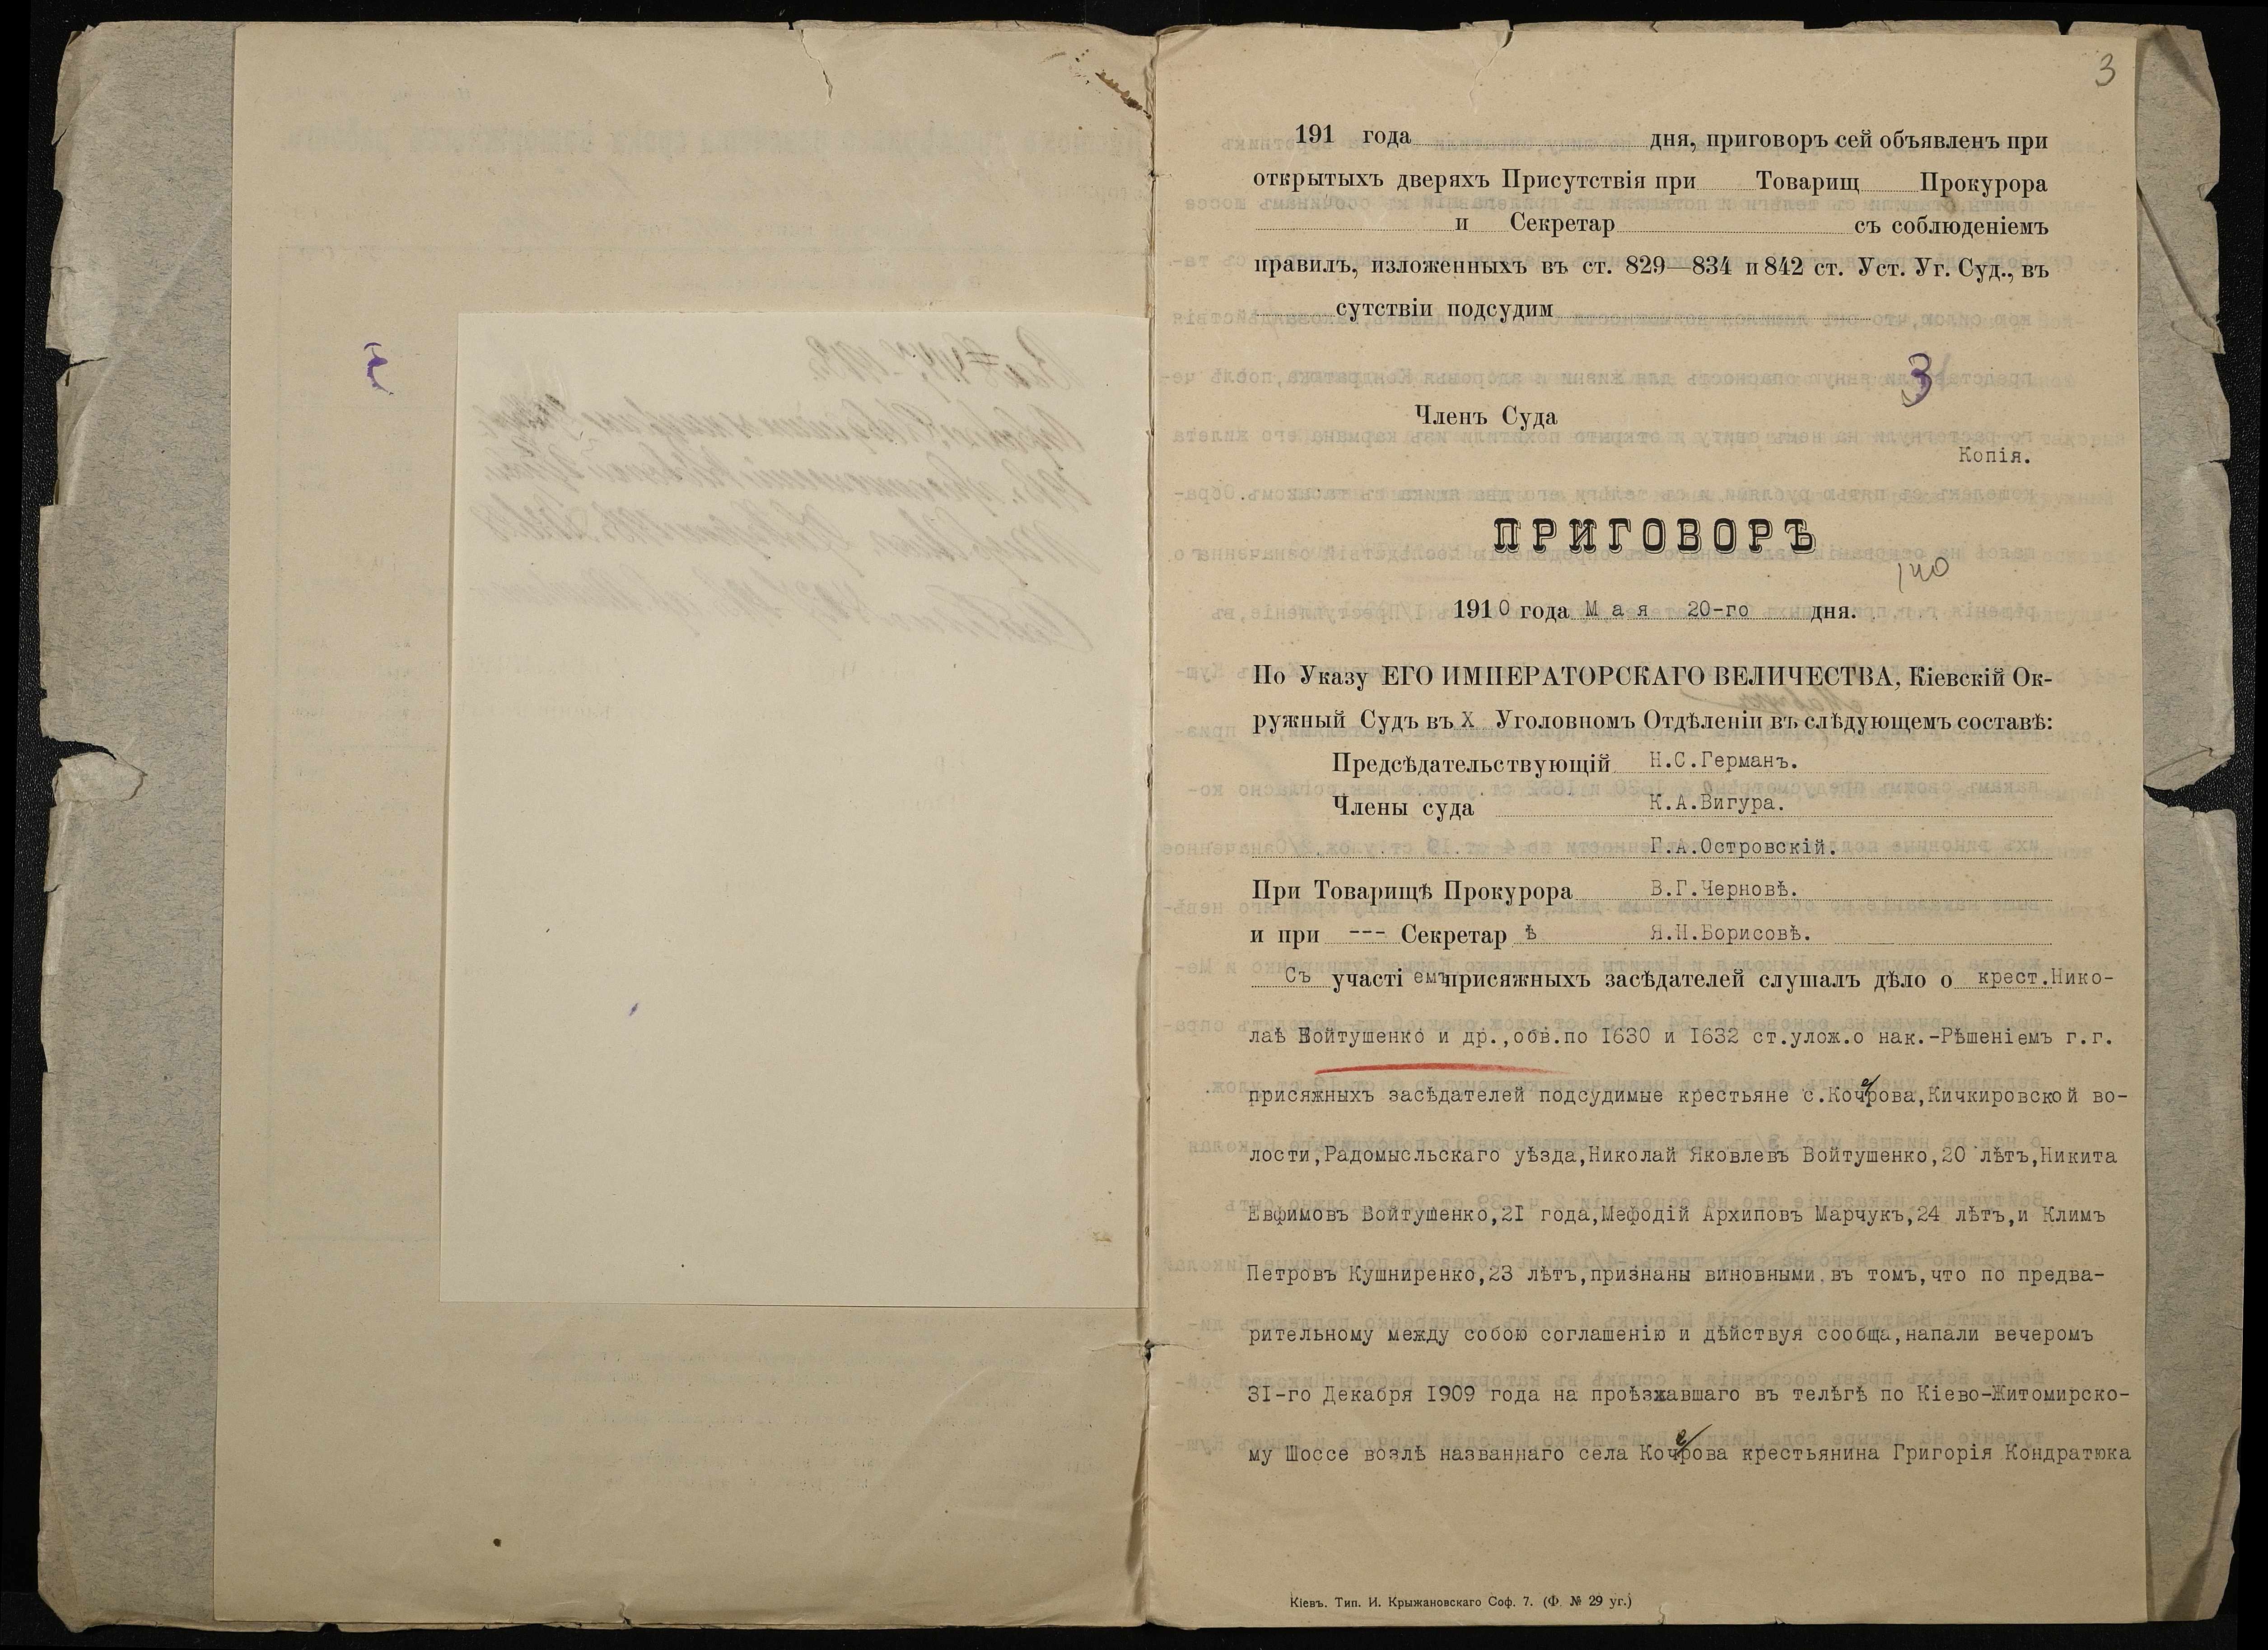 3
191 года дня, приговоръ сей объявленъ при
открытыхъ дверяхъ Присутствія при Товарищ Прокурора
и Секретар съ соблюденіемъ
правилъ, изложенныхъ въ ст. 829—834 и 842 ст. Уст. Уг. Суд., въ
сутствіи подсудим
3
Членъ Суда
Копія.
ПРИГОВОРЪ
140
1910 года Мая 20-го дня.
По Указу ЕГО ИМПЕРАТОРСКАГО ВЕЛИЧЕСТВА, Кіевскій Ок-
ружный Судъ въ X Уголовномъ Отдѣленіи въ слѣдующемъ составѣ:
Предсѣдательствующій Н.С.Германъ.
Члены суда К.А.Вигура.
Г.А.Островскій.
При Товарищѣ Прокурора В.Г.Черновѣ.
и при --- Секретар ѣ Я.Н.Борисовѣ.
Съ участі емъ присяжныхъ засѣдателей слушалъ дѣло о крест.Нико-
лаѣ Войтушенко и др.,обв.по 1630 и 1632 ст.улож.о нак.-Рѣшеніемъ г.г.
присяжныхъ засѣдателей подсудимые крестьяне с.Кочерова,Кичкировской во-
лости,Радомысльскаго уѣзда,Николай Яковлевъ Войтушенко,20 лѣтъ,Никита
Евфимовъ Войтушенко,21 года,Мефодій Архиповъ Марчукъ,24 лѣтъ,и Климъ
Петровъ Кушниренко,23 лѣтъ,признаны виновными въ томъ,что по предва-
рительному между собою соглашенію и дѣйствуя сообща,напали вечеромъ
31-го Декабря 1909 года на проѣзжавшаго въ телѣгѣ по Кіево-Житомирско-
му Шоссе возлѣ названнаго села Кочерова крестьянина Григорія Кондратюка
Кіевъ. Тип. И. Крыжановскаго Соф. 7. (Ф. № 29 уг.)